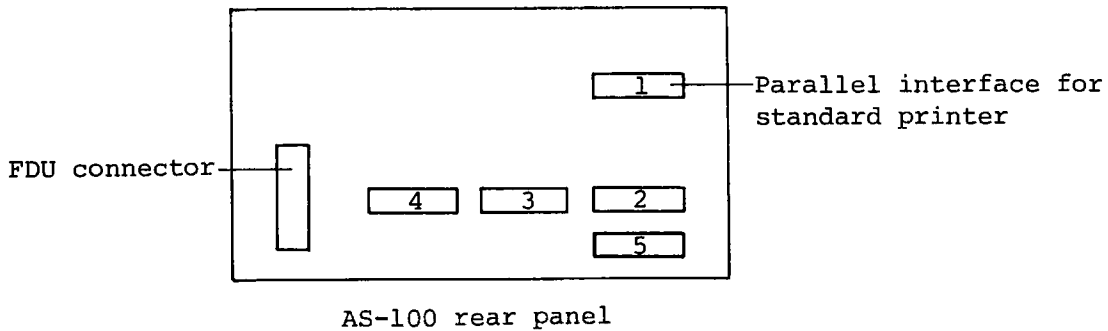 1
Parallel interface for
standard printer
FDU connector
4 3 2
5
AS-100 rear panel